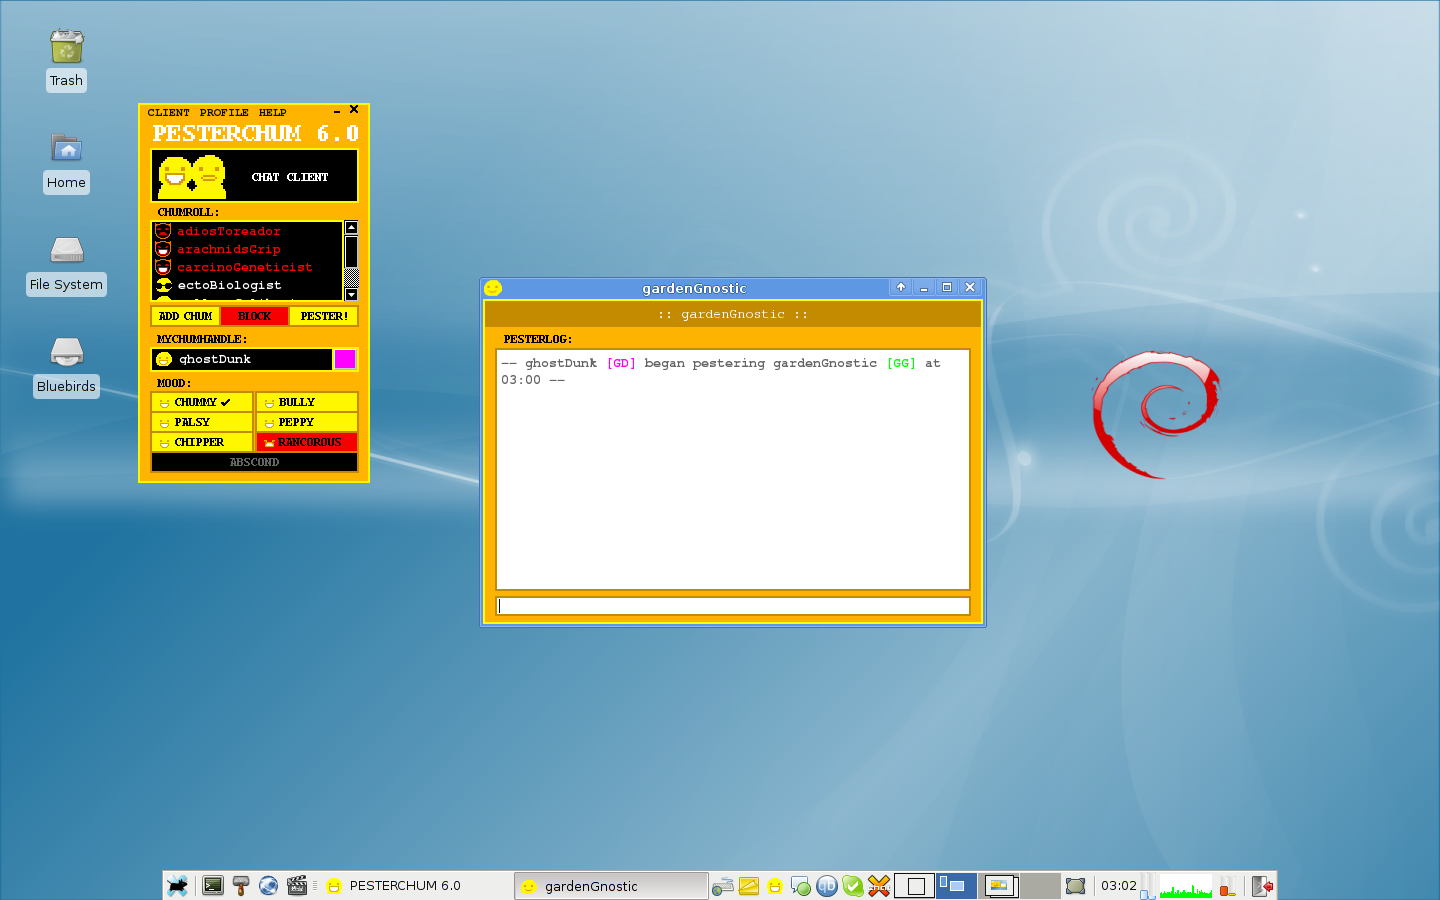 Trash
Home
File System
Bluebirds
CLIENT PROFILE HELP
PESTERCHUM 6.0
CHAT CLIENT
CHUMROLL:
adiosToreador
arachnidsGrip
carcinoGeneticist
ectoBiologist
ADD CHUM BLOCK PESTER!
MYCHUMHANDLE:
ghostDunk
MOOD:
CHUMMY BULLY
PALSY PEPPY
CHIPPER RANCOROUS
ABSCOND
gardenGnostic
:: gardenGnostic ::
PESTERLOG:
-- ghostDunk [GD] began pestering gardenGnostic [GG] at
03:00 --
PESTERCHUM 6.0 gardenGnostic qb 03:02